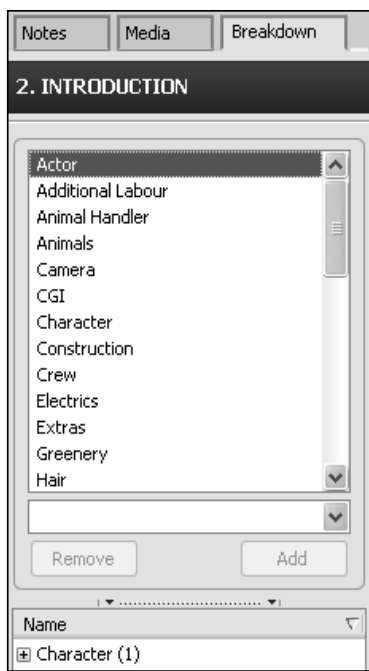 Notes Media Breakdown
2. INTRODUCTION
Actor
Additional Labour
Animal Handler
Animals
Camera
CGI
Character
Construction
Crew
Electrics
Extras
Greenery
Hair
Remove Add
Name
Character (1)